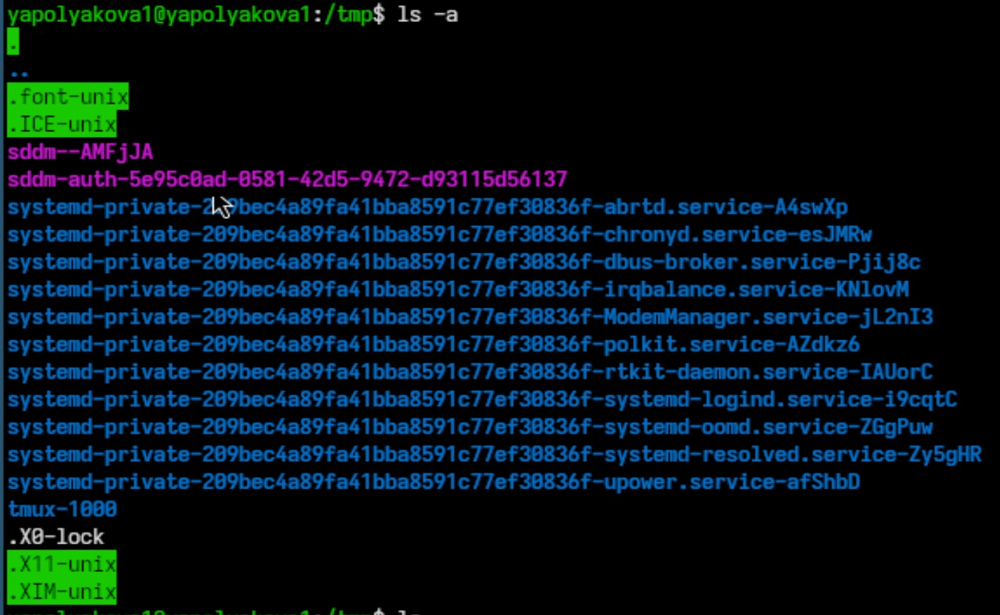 yapolyakova1@yapolyakova1:/tmp$ ls -a
.
..
.font-unix
.ICE-unix
sddm--AMFjJA
sddm-auth-5e95c0ad-0581-42d5-9472-d93115d56137
systemd-private-209bec4a89fa41bba8591c77ef30836f-abrtd.service-A4swXp
systemd-private-209bec4a89fa41bba8591c77ef30836f-chronyd.service-esJMRw
systemd-private-209bec4a89fa41bba8591c77ef30836f-dbus-broker.service-Pjij8c
systemd-private-209bec4a89fa41bba8591c77ef30836f-irqbalance.service-KNlovM
systemd-private-209bec4a89fa41bba8591c77ef30836f-ModemManager.service-jL2nI3
systemd-private-209bec4a89fa41bba8591c77ef30836f-polkit.service-AZdkz6
systemd-private-209bec4a89fa41bba8591c77ef30836f-rtkit-daemon.service-IAUorC
systemd-private-209bec4a89fa41bba8591c77ef30836f-systemd-logind.service-i9cqtC
systemd-private-209bec4a89fa41bba8591c77ef30836f-systemd-oomd.service-ZGgPuw
systemd-private-209bec4a89fa41bba8591c77ef30836f-systemd-resolved.service-Zy5gHR
systemd-private-209bec4a89fa41bba8591c77ef30836f-upower.service-afShbD
tmux-1000
.X0-lock
.X11-unix
.XIM-unix